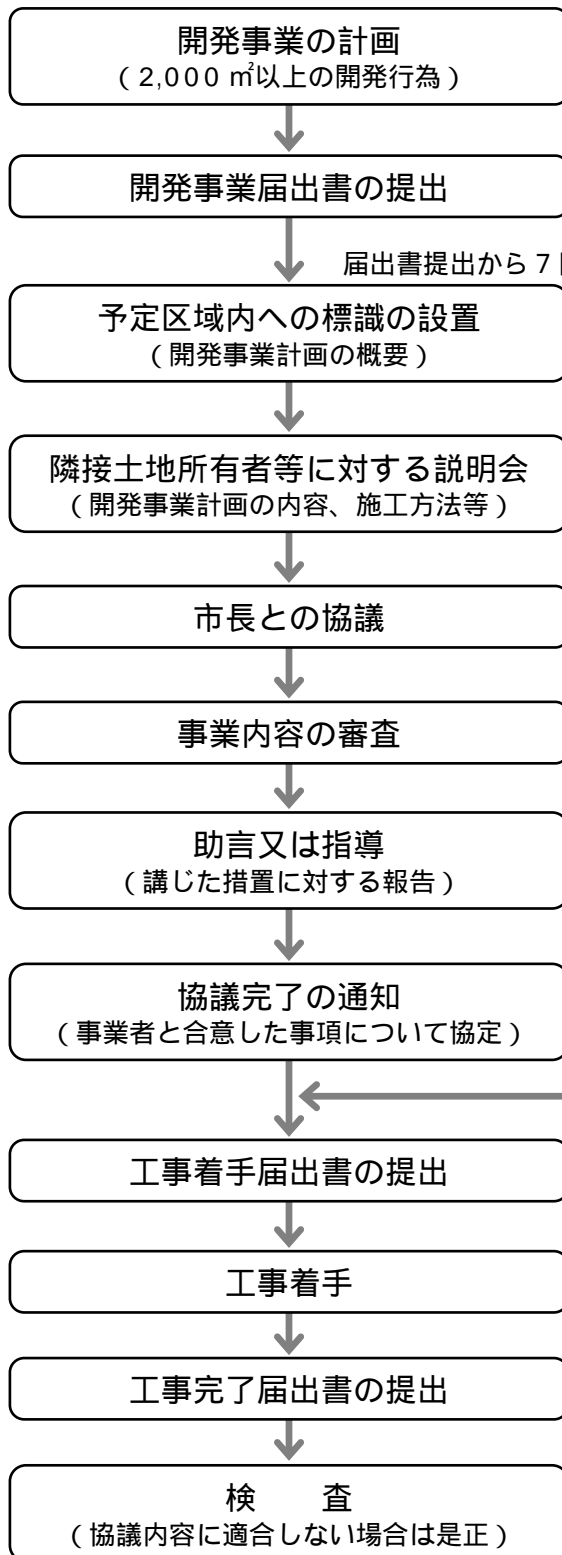 開発事業の計画
(2,000 ㎡以上の開発行為)
開発事業届出書の提出
届出書提出から7
予定区域内への標識の設置
(開発事業計画の概要)
隣接土地所有者等に対する説明会
(開発事業計画の内容、施工方法等)
市長との協議
事業内容の審査
助言又は指導
(講じた措置に対する報告)
協議完了の通知
(事業者と合意した事項について協定)
工事着手届出書の提出
工事着手
工事完了届出書の提出
検　　査
(協議内容に適合しない場合は是正)